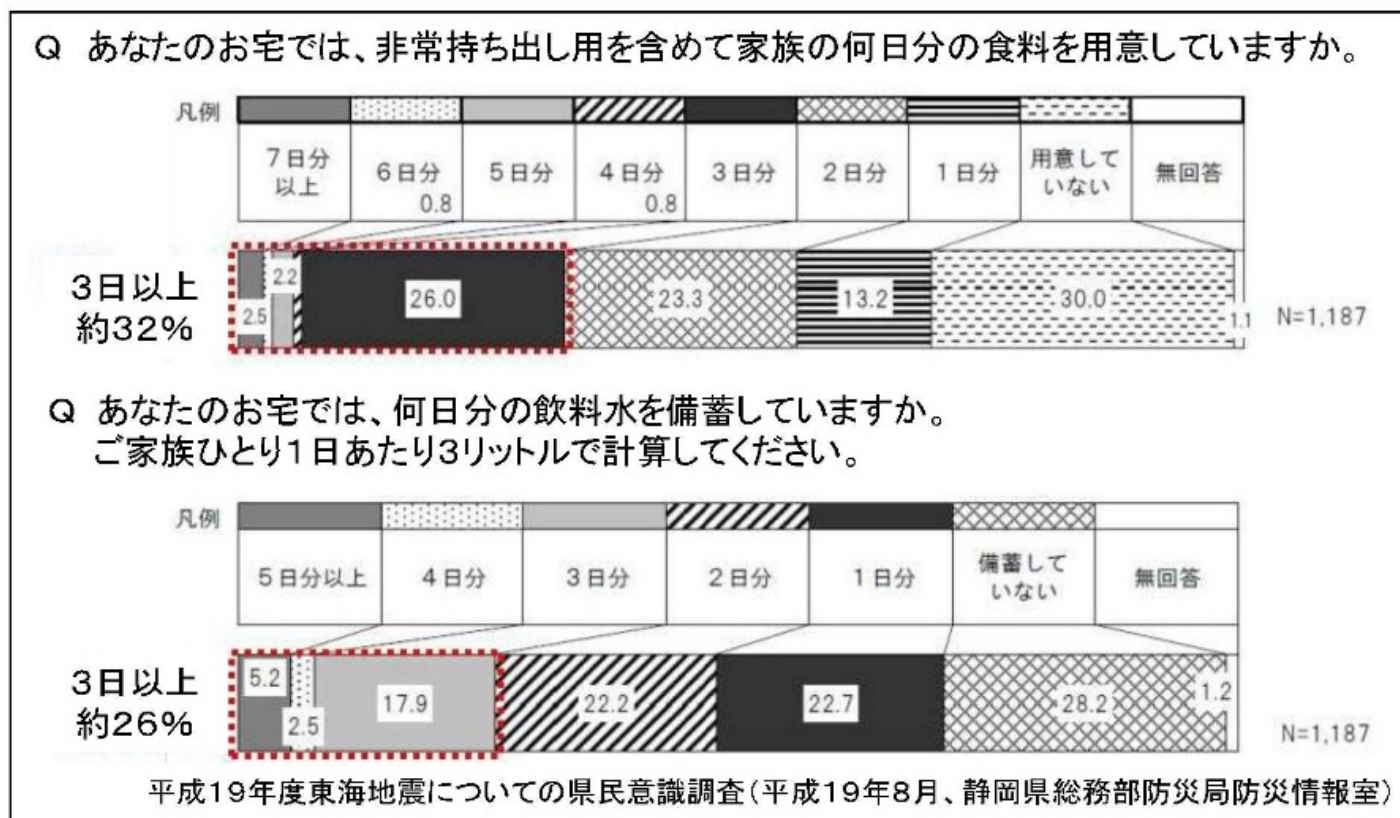 Q あなたのお宅では、非常持ち出し用を含めて家族の何日分の食料を用意していますか。
凡例
7日分
以上
6日分
0.8
5日分
4日分
0.8
3日分
2日分
1日分
用意して
いない
無回答
3日以上
約32%
2.5
2.2
26.0
23.3
13.2
30.0
1.1
N=1,187
Q あなたのお宅では、何日分の飲料水を備蓄していますか。
ご家族ひとり1日あたり3リットルで計算してください。
凡例
5日分以上
4日分
3日分
2日分
1日分
備蓄して
いない
無回答
3日以上
約26%
5.2
2.5
17.9
22.2
22.7
28.2
1.2
N=1,187
平成19年度東海地震についての県民意識調査(平成19年8月、静岡県総務部防災局防災情報室)